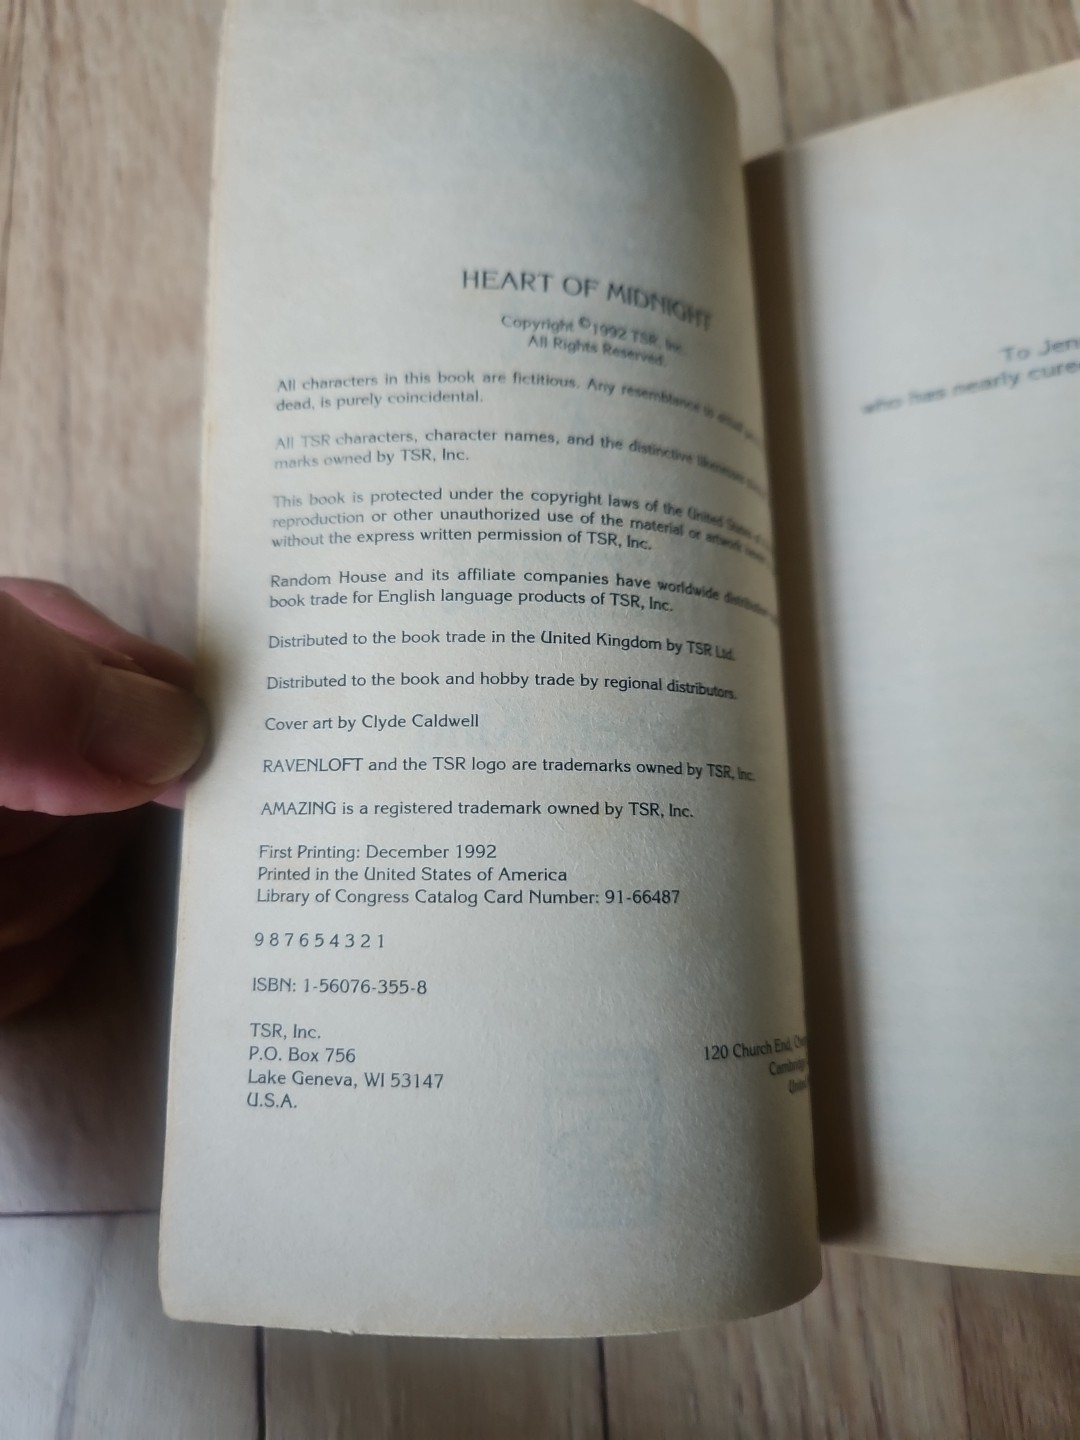 HEART OF MIDNIGHT
Copyright ©1992 TSR, Inc.
All Rights Reserved.
All characters in this book are fictitious. Any resemblance to
dead, is purely coincidental.
All TSR characters, character names, and the distinctive likenesses
marks owned by TSR, Inc.
This book is protected under the copyright laws of the United States of
reproduction or other unauthorized use of the material or artwork
without the express written permission of TSR, Inc.
Random House and its affiliate companies have worldwide distribution
book trade for English language products of TSR, Inc.
Distributed to the book trade in the United Kingdom by TSR Ltd.
Distributed to the book and hobby trade by regional distributors.
Cover art by Clyde Caldwell
RAVENLOFT and the TSR logo are trademarks owned by TSR, Inc.
AMAZING is a registered trademark owned by TSR, Inc.
First Printing: December 1992
Printed in the United States of America
Library of Congress Catalog Card Number: 91-66487
9 8 7 6 5 4 3 2 1
ISBN: 1-56076-355-8
TSR, Inc.
P.O. Box 756
Lake Geneva, WI 53147
U.S.A.
120 Church End,
To Jen
who has nearly cure